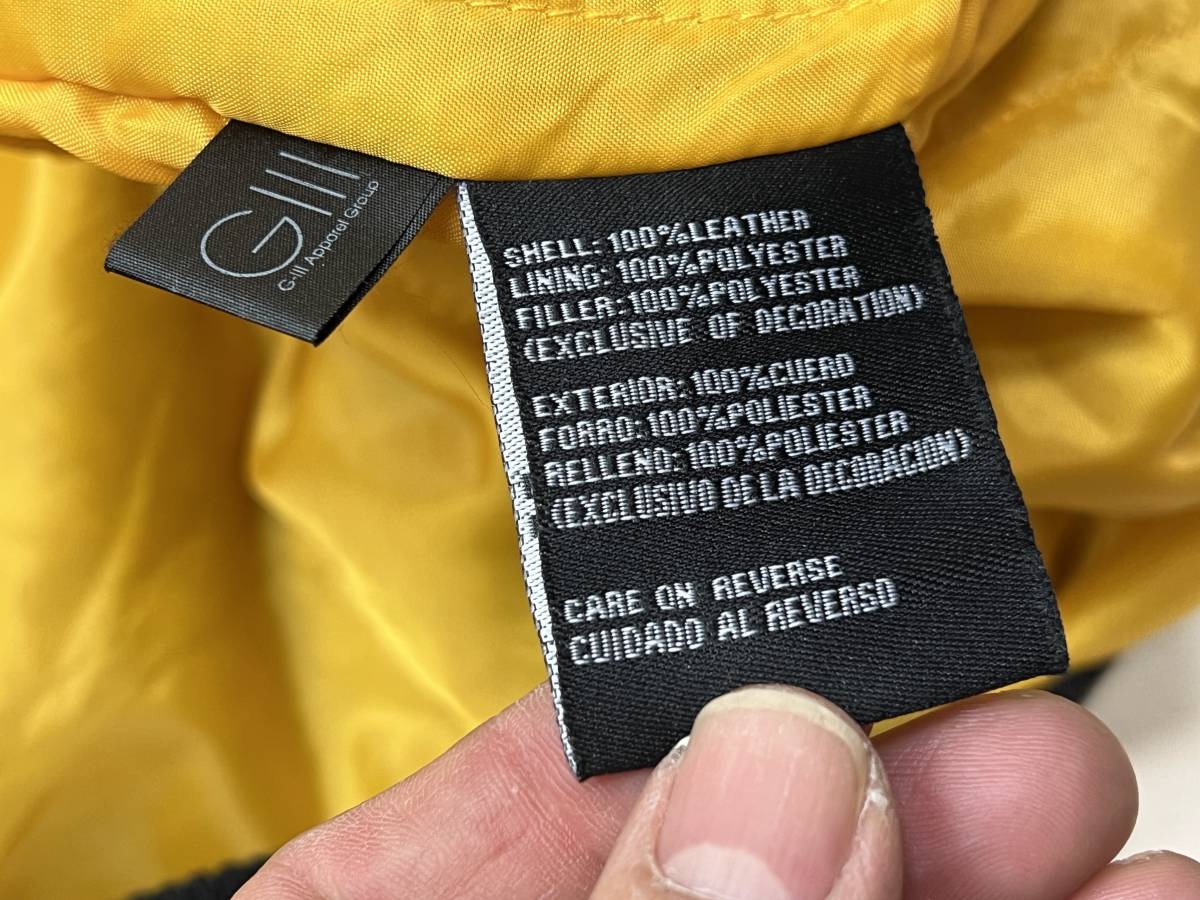 GIII
G-III Apparel Group
SHELL: 100%LEATHER
LINING: 100%POLYESTER
FILLER:100%POLYESTER
(EXCLUSIVE OF DECORATION)
EXTERIOR: 100%CUERO
FORRO: 100%POLIESTER
RELLENO: 100%POLIESTER
(EXCLUSIVO DE LA DECORACION)
CARE ON REVERSE
CUIDADO AL REVERSO